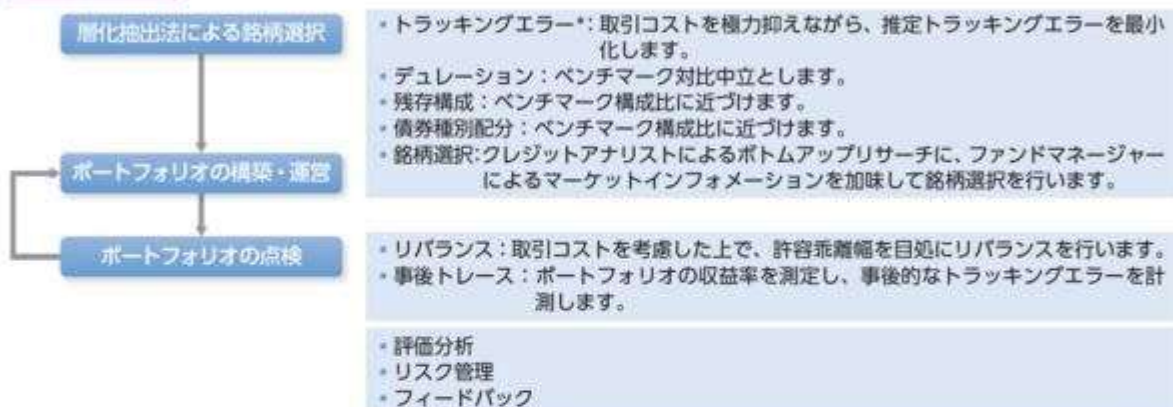 層化抽出法による銘柄選択
・トラッキングエラー*：取引コストを極力抑えながら、推定トラッキングエラーを最小
化します。
・デュレーション：ベンチマーク対比中立とします。
・残存構成：ベンチマーク構成比に近づけます。
・債券種別配分：ベンチマーク構成比に近づけます。
・銘柄選択：クレジットアナリストによるボトムアップリサーチに、ファンドマネージャー
によるマーケットインフォメーションを加味して銘柄選択を行います。
ポートフォリオの構築・運営
ポートフォリオの点検
・リバランス：取引コストを考慮した上で、許容乖離幅を目処にリバランスを行います。
・事後トレース：ポートフォリオの収益率を測定し、事後的なトラッキングエラーを計
測します。
・評価分析
・リスク管理
・フィードバック